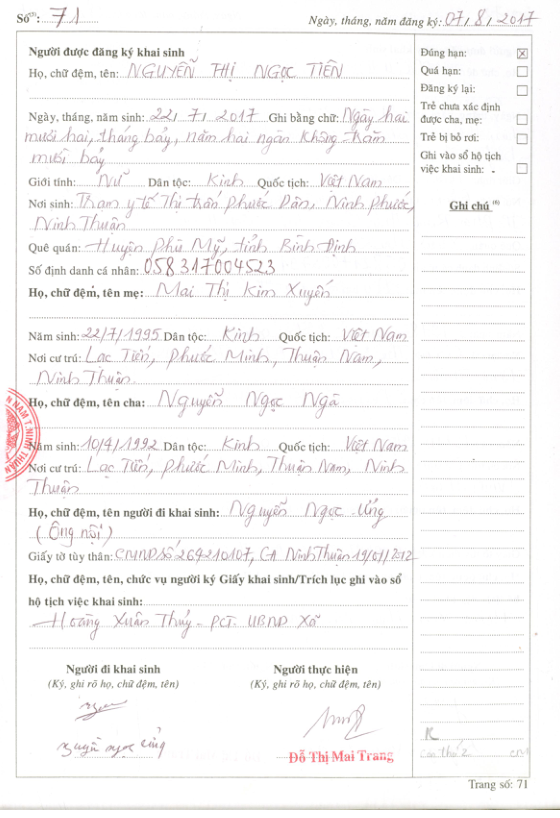 Số⁽⁵⁾: 71
Ngày, tháng, năm đăng ký: 07/8/2017
Người được đăng ký khai sinh
Họ, chữ đệm, tên: NGUYỄN THỊ NGỌC TIÊN
Ngày, tháng, năm sinh: 22/7/2017 Ghi bằng chữ: Ngày hai
mươi hai, tháng bảy, năm hai ngàn không trăm
mười bảy
Giới tính: Nữ Dân tộc: Kinh Quốc tịch: Việt Nam
Nơi sinh: Trạm y tế Thị trấn Phước Dân, Ninh Phước,
Ninh Thuận
Quê quán: Huyện Phù Mỹ, tỉnh Bình Định
Số định danh cá nhân: 058317004523
Họ, chữ đệm, tên mẹ: Mai Thị Kim Xuyến
Năm sinh: 22/7/1995 Dân tộc: Kinh Quốc tịch: Việt Nam
Nơi cư trú: Lạc Tiến, Phước Minh, Thuận Nam,
Ninh Thuận
Họ, chữ đệm, tên cha: Nguyễn Ngọc Ngã
Năm sinh: 10/4/1992 Dân tộc: Kinh Quốc tịch: Việt Nam
Nơi cư trú: Lạc Tiến, Phước Minh, Thuận Nam, Ninh
Thuận
Họ, chữ đệm, tên người đi khai sinh: Nguyễn Ngọc Ứng
(Ông nội)
Giấy tờ tùy thân: CMND số 264210107, CA Ninh Thuận 19/01/2012
Họ, chữ đệm, tên, chức vụ người ký Giấy khai sinh/Trích lục ghi vào sổ
hộ tịch việc khai sinh:
Hoàng Xuân Thủy - PCT. UBND Xã
Người đi khai sinh
(Ký, ghi rõ họ, chữ đệm, tên)
Nguyễn Ngọc Ứng
Người thực hiện
(Ký, ghi rõ họ, chữ đệm, tên)
Đỗ Thị Mai Trang
Đúng hạn: ☒
Quá hạn: ☐
Đăng ký lại: ☐
Trẻ chưa xác định
được cha, mẹ: ☐
Trẻ bị bỏ rơi: ☐
Ghi vào sổ hộ tịch
việc khai sinh: ☐
Ghi chú ⁽⁶⁾
K
con thứ 2
Trang số: 71